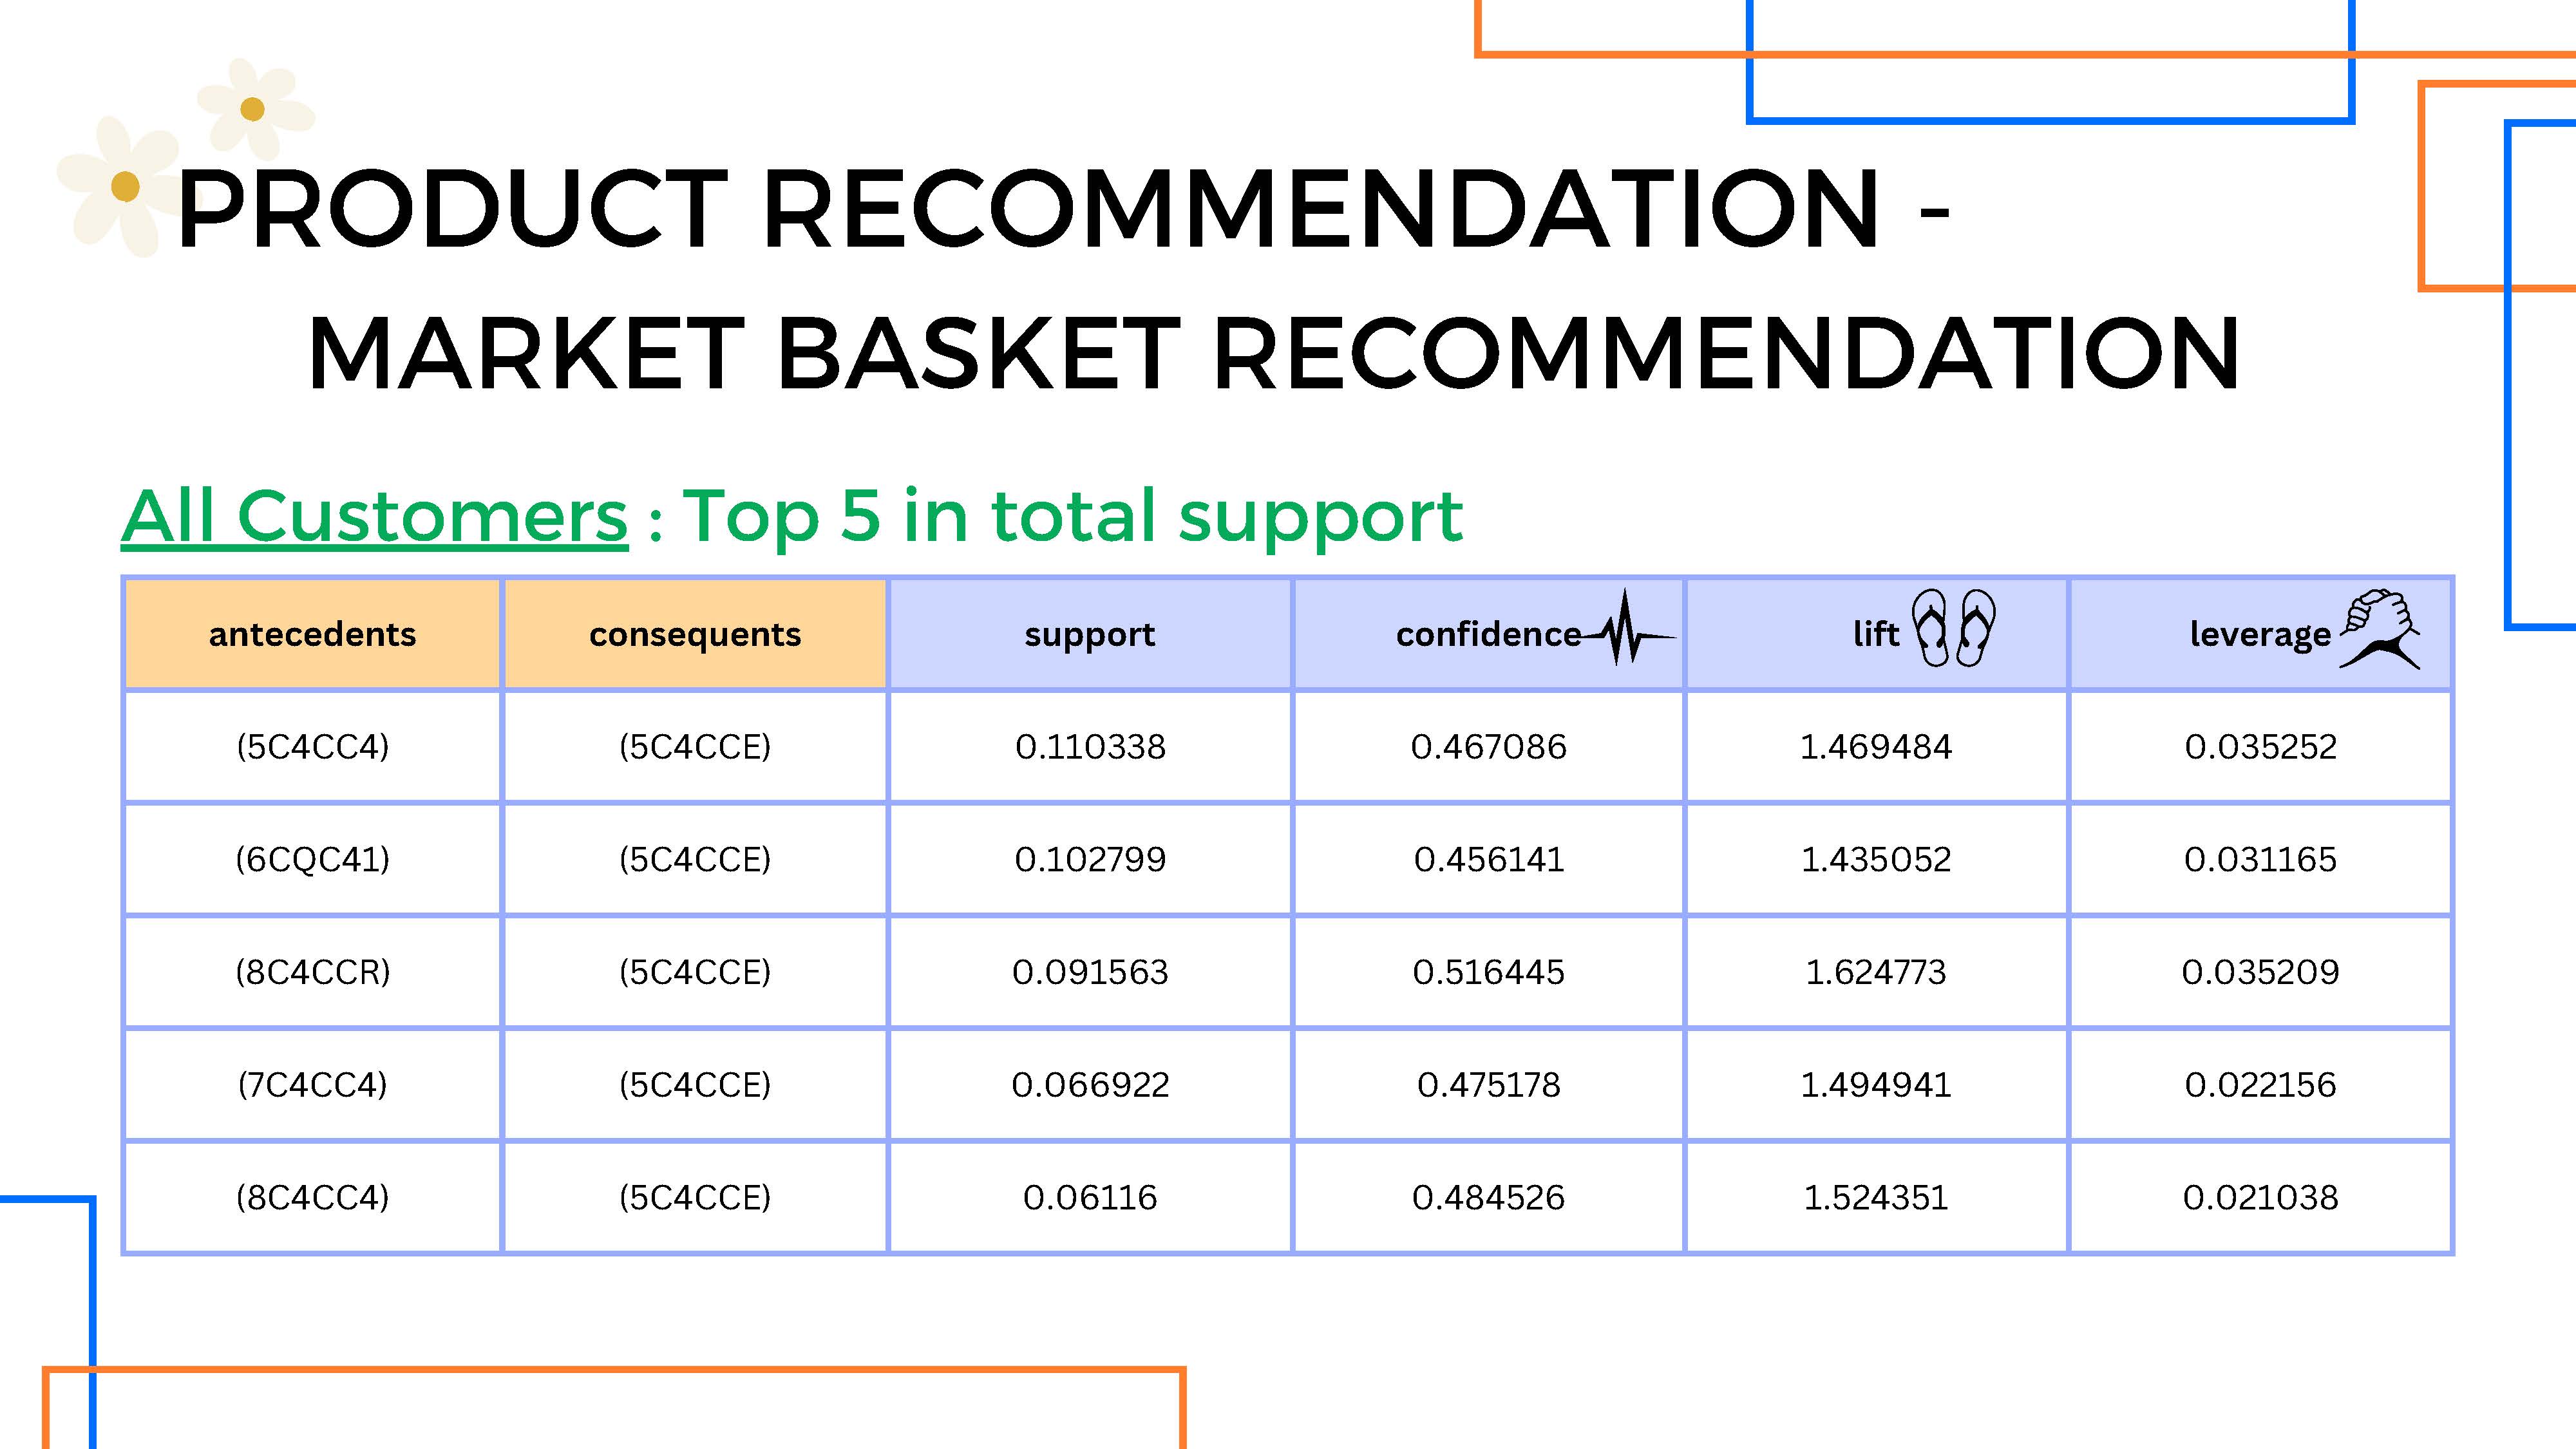 PRODUCT RECOMMENDATION -
MARKET BASKET RECOMMENDATION
All Customers : Top 5 in total support
antecedents consequents support confidence lift leverage
(5C4CC4) (5C4CCE) 0.110338 0.467086 1.469484 0.035252
(6CQC41) (5C4CCE) 0.102799 0.456141 1.435052 0.031165
(8C4CCR) (5C4CCE) 0.091563 0.516445 1.624773 0.035209
(7C4CC4) (5C4CCE) 0.066922 0.475178 1.494941 0.022156
(8C4CC4) (5C4CCE) 0.06116 0.484526 1.524351 0.021038